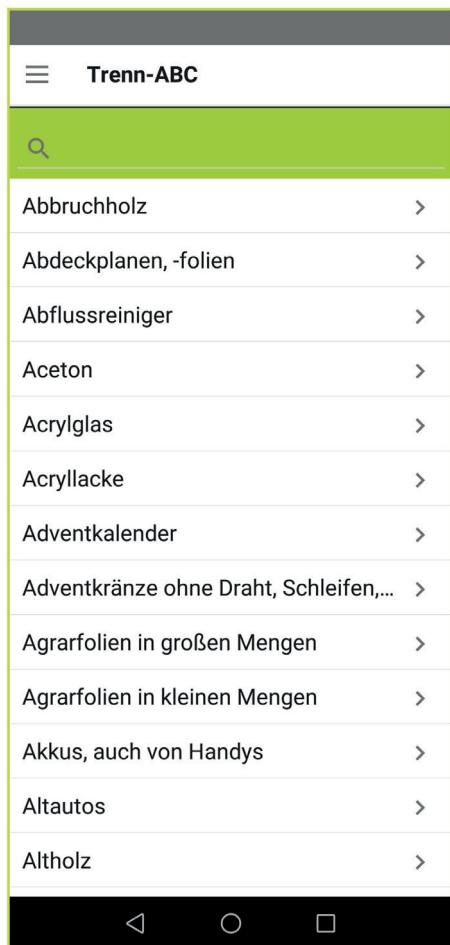 Trenn-ABC
Abbruchholz
Abdeckplanen, -folien
Abflussreiniger
Aceton
Acrylglas
Acryllacke
Adventkalender
Adventkränze ohne Draht, Schleifen,...
Agrarfolien in großen Mengen
Agrarfolien in kleinen Mengen
Akkus, auch von Handys
Altautos
Altholz